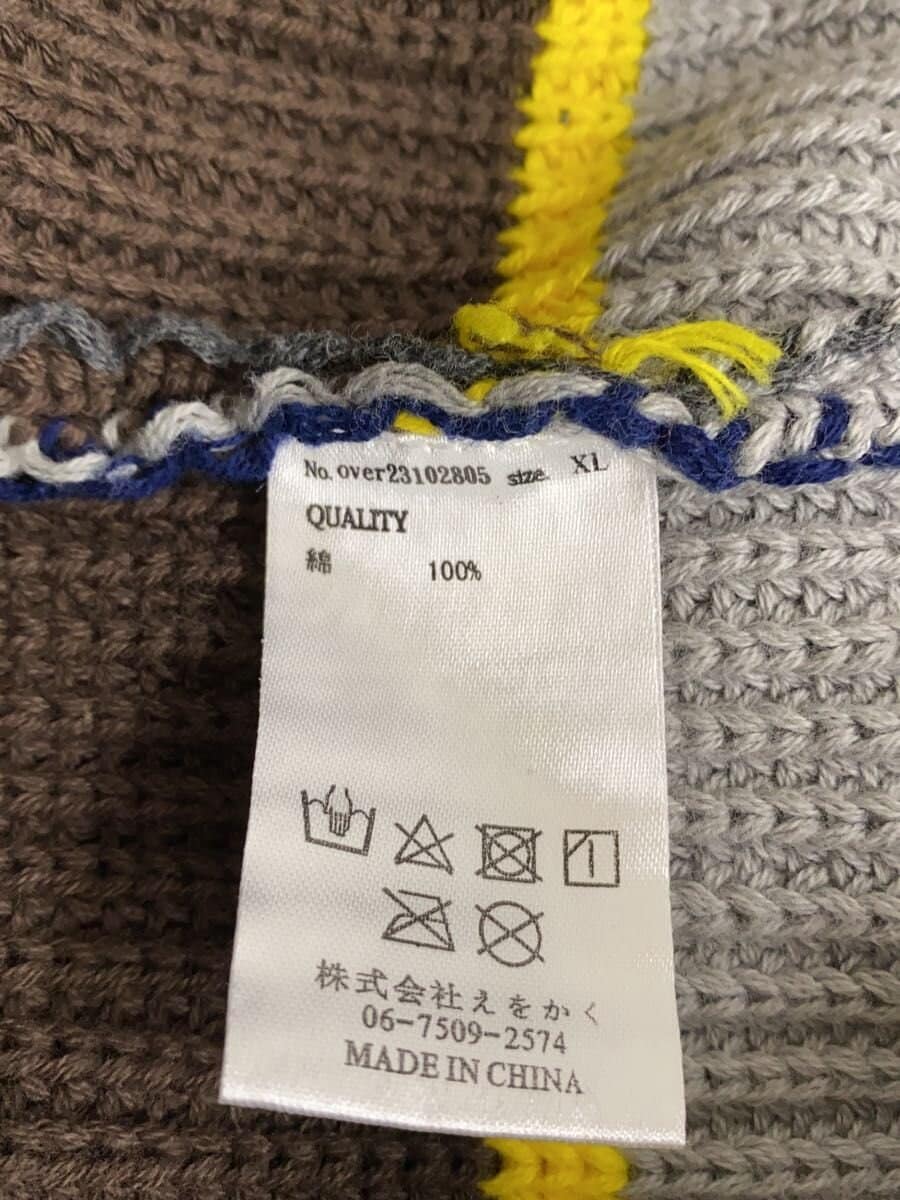 No. over23102805 size. XL
QUALITY
綿 100%
株式会社えをかく
06-7509-2574
MADE IN CHINA